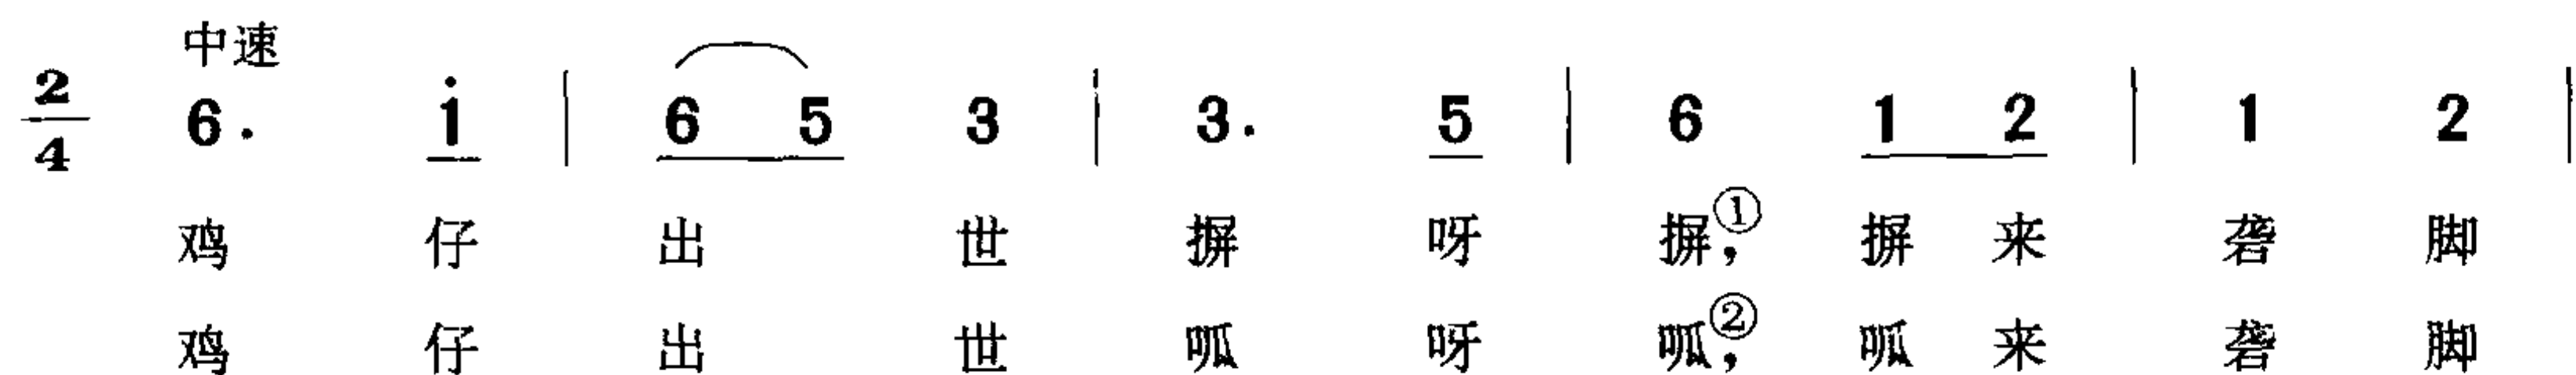 中速
2/4 6. 1̇ | 6 5 3 | 3. 5 | 6 1 2 | 1 2 |
鸡 仔 出 世 摒 呀 摒①, 摒 来 砻 脚
鸡 仔 出 世 呱 呀 呱②, 呱 来 砻 脚